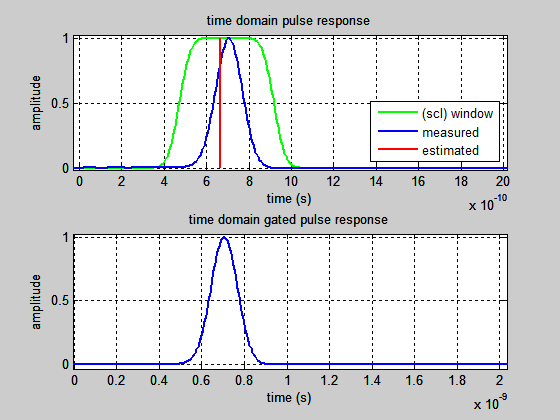 time domain pulse response
amplitude
1
0.5
0
(scl) window
measured
estimated
0 2 4 6 8 10 12 14 16 18 20
time (s)
x 10^-10
time domain gated pulse response
amplitude
1
0.5
0
0 0.2 0.4 0.6 0.8 1 1.2 1.4 1.6 1.8 2
time (s)
x 10^-9